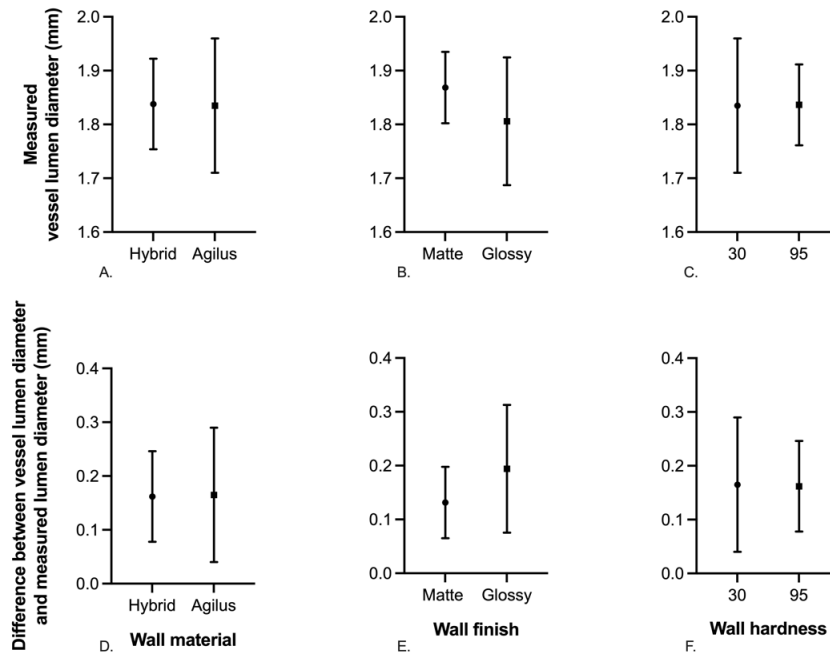 Measured
vessel lumen diameter (mm)
2.0
1.9
1.8
1.7
1.6
Hybrid Agilus
A.
2.0
1.9
1.8
1.7
1.6
Matte Glossy
B.
2.0
1.9
1.8
1.7
1.6
30 95
C.
Difference between vessel lumen diameter
and measured lumen diameter (mm)
0.4
0.3
0.2
0.1
0.0
Hybrid Agilus
D. Wall material
0.4
0.3
0.2
0.1
0.0
Matte Glossy
E. Wall finish
0.4
0.3
0.2
0.1
0.0
30 95
F. Wall hardness